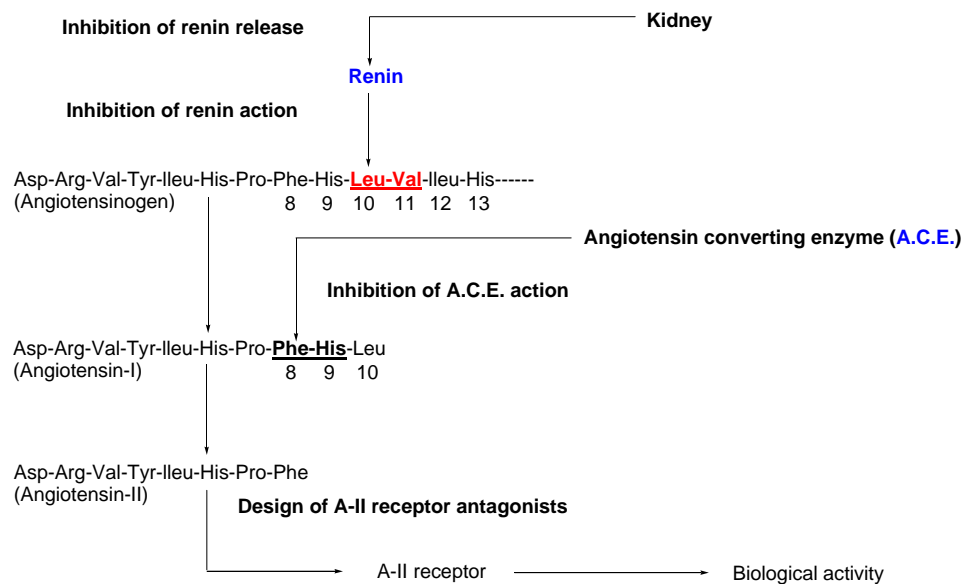 Inhibition of renin release
Kidney
Renin
Inhibition of renin action
Asp-Arg-Val-Tyr-Ileu-His-Pro-Phe-His-Leu-Val-Ileu-His------
(Angiotensinogen) 8 9 10 11 12 13
Angiotensin converting enzyme (A.C.E.)
Inhibition of A.C.E. action
Asp-Arg-Val-Tyr-Ileu-His-Pro-Phe-His-Leu
(Angiotensin-I) 8 9 10
Asp-Arg-Val-Tyr-Ileu-His-Pro-Phe
(Angiotensin-II)
Design of A-II receptor antagonists
A-II receptor
Biological activity